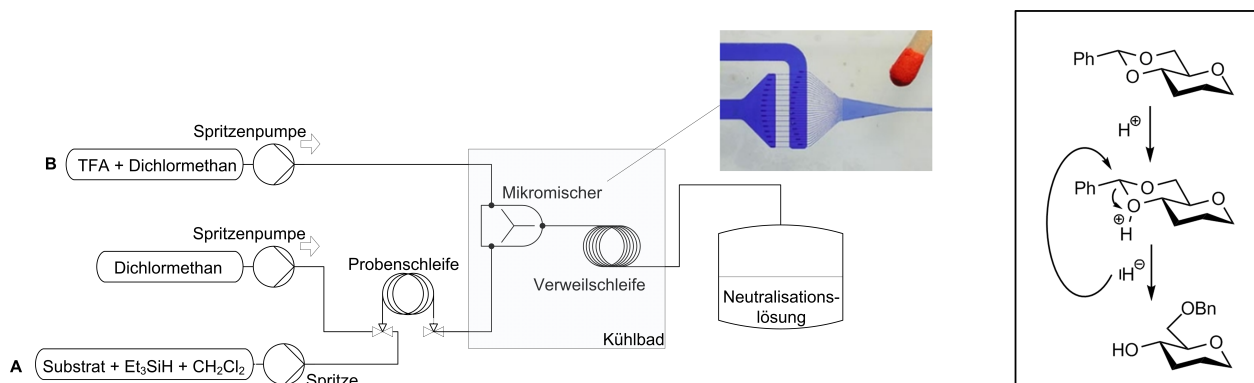 Spritzenpumpe
B
TFA + Dichlormethan
Mikromischer
Spritzenpumpe
Dichlormethan
Probenschleife
Verweilschleife
Neutralisations-
lösung
Kühlbad
A
Substrat + Et₃SiH + CH₂Cl₂
Spritze
Ph
O
O
O
H⊕
Ph
O
O
O
⊕
H
H⊖
OBn
HO
O